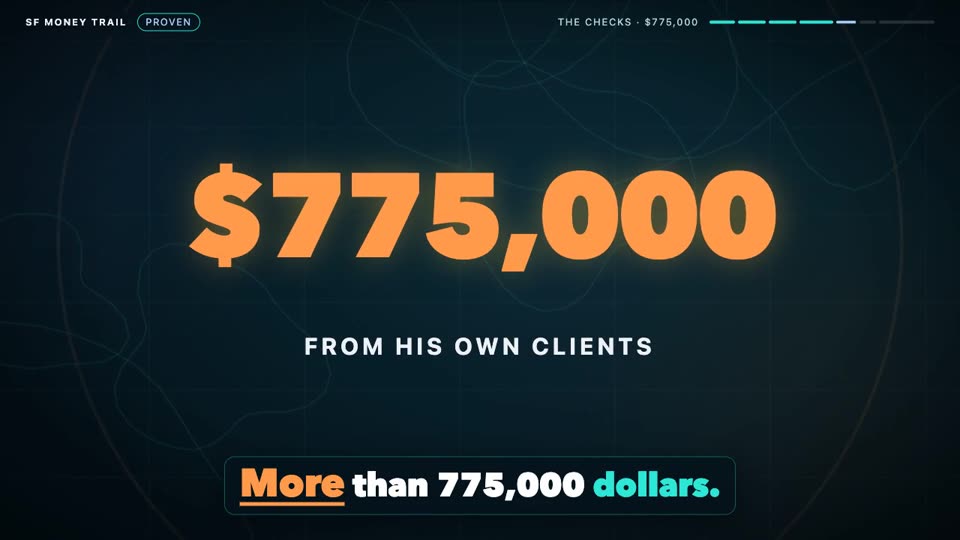 SF MONEY TRAIL PROVEN
THE CHECKS · $775,000
$775,000
FROM HIS OWN CLIENTS
More than 775,000 dollars.